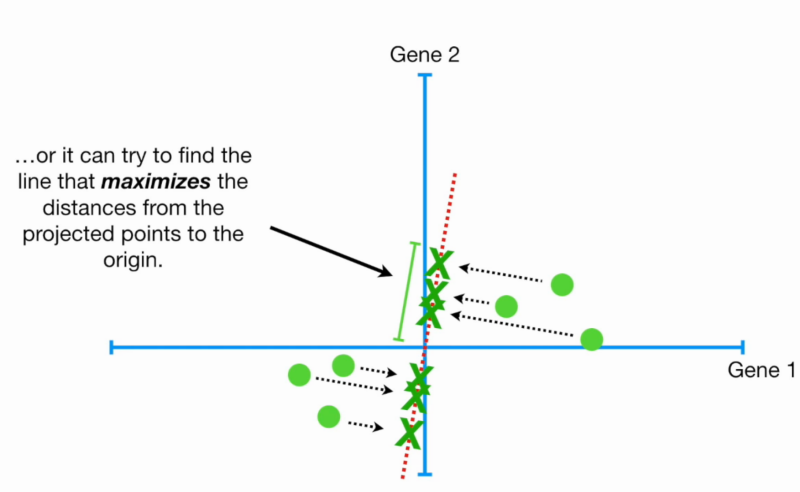 Gene 2
…or it can try to find the
line that maximizes the
distances from the
projected points to the
origin.
Gene 1